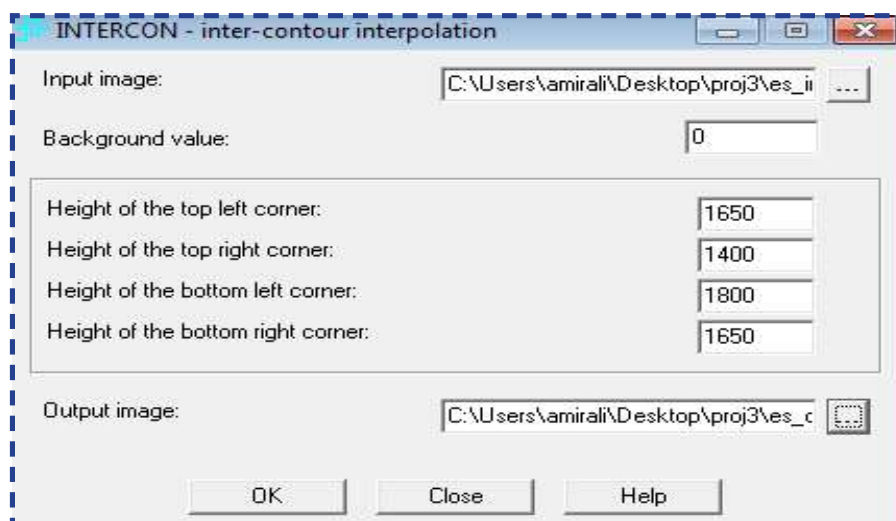 INTERCON - inter-contour interpolation
Input image: C:\Users\amirali\Desktop\proj3\es_i ...
Background value: 0
Height of the top left corner: 1650
Height of the top right corner: 1400
Height of the bottom left corner: 1800
Height of the bottom right corner: 1650
Output image: C:\Users\amirali\Desktop\proj3\es_c ...
OK Close Help